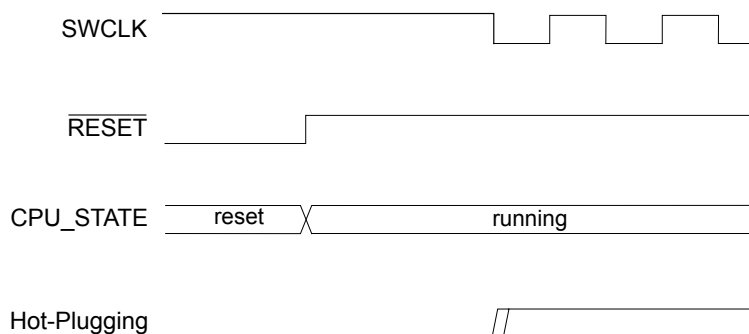 SWCLK
RESET
CPU_STATE reset running
Hot-Plugging